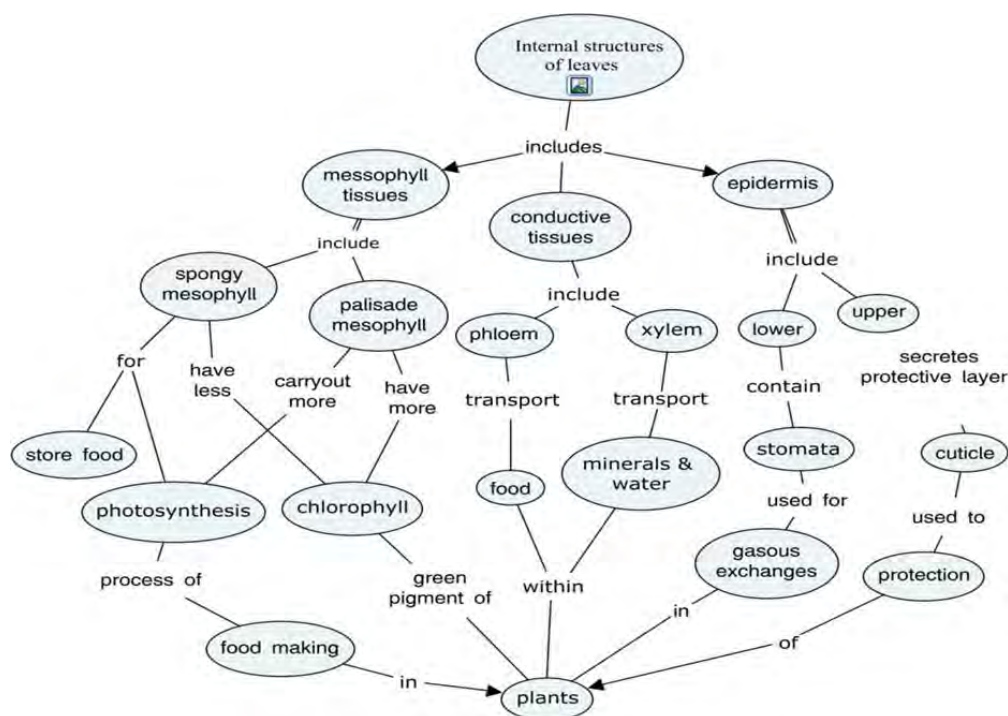 Internal structures
of leaves
includes
messophyll
tissues
conductive
tissues
epidermis
include
include
include
spongy
mesophyll
palisade
mesophyll
phloem
xylem
lower
upper
for
have
less
carryout
more
have
more
transport
transport
contain
secretes
protective layer
store food
photosynthesis
chlorophyll
food
minerals &
water
stomata
cuticle
used for
used to
process of
green
pigment of
within
gasous
exchanges
protection
food making
in
in
of
plants